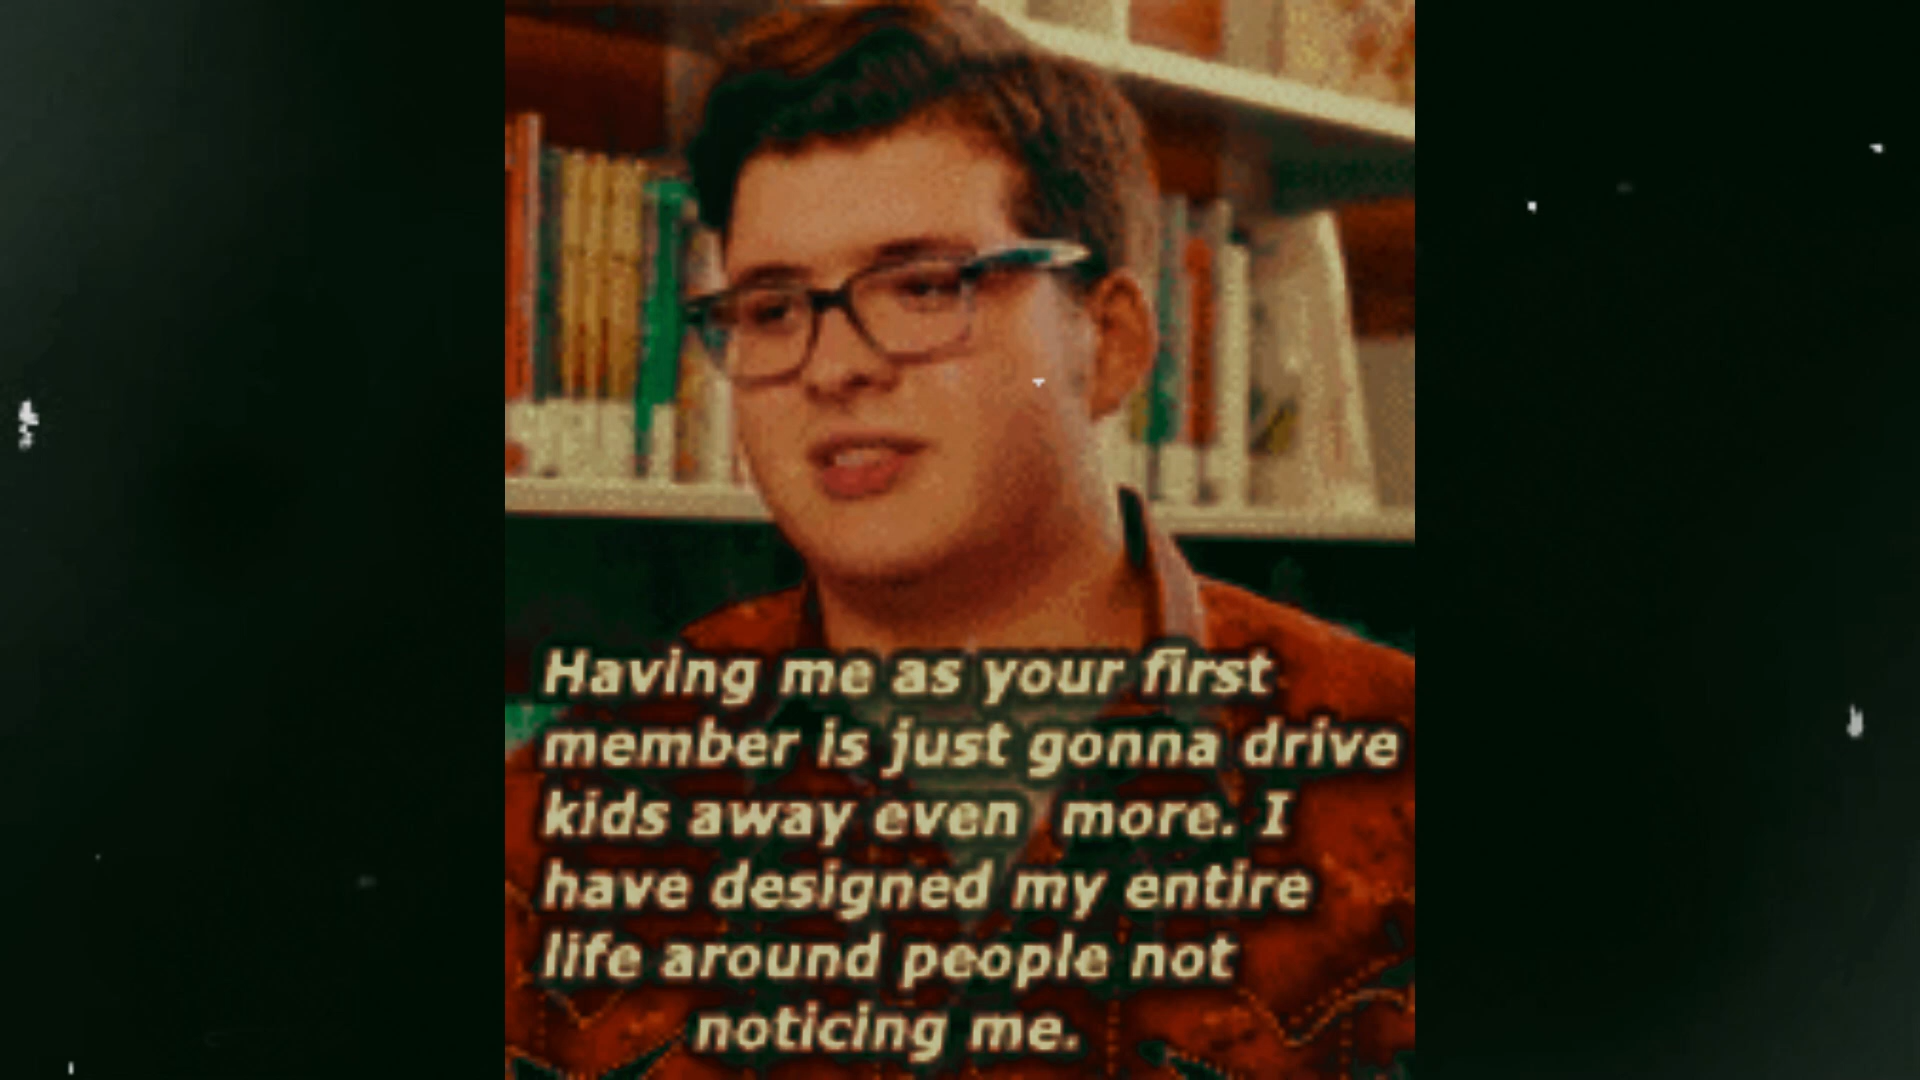 Having me as your first
member is just gonna drive
kids away even more. I
have designed my entire
life around people not
noticing me.